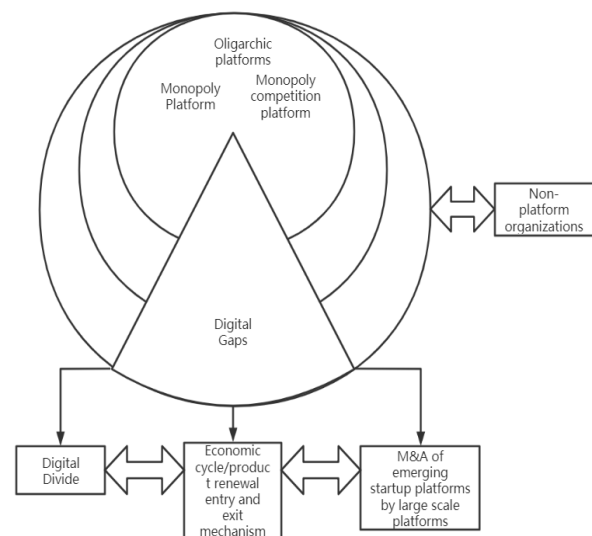 Oligarchic
platforms
Monopoly
Platform
Monopoly
competition
platform
Non-
platform
organizations
Digital
Gaps
Digital
Divide
Economic
cycle/produc
t renewal
entry and
exit
mechanism
M&A of
emerging
startup platforms
by large scale
platforms